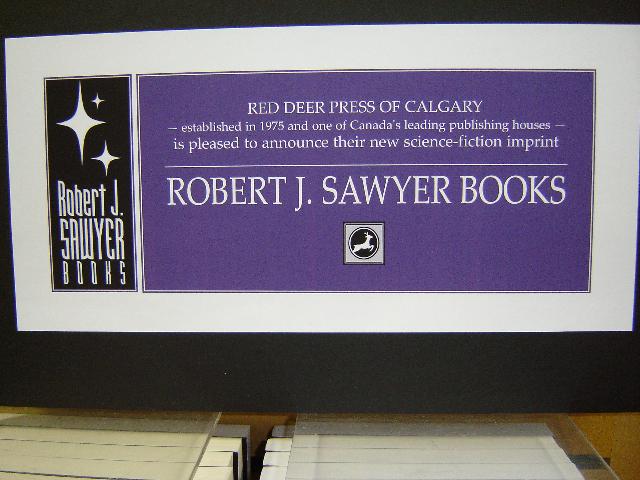 Robert J.
SAWYER
BOOKS
RED DEER PRESS OF CALGARY
— established in 1975 and one of Canada's leading publishing houses —
is pleased to announce their new science-fiction imprint
ROBERT J. SAWYER BOOKS